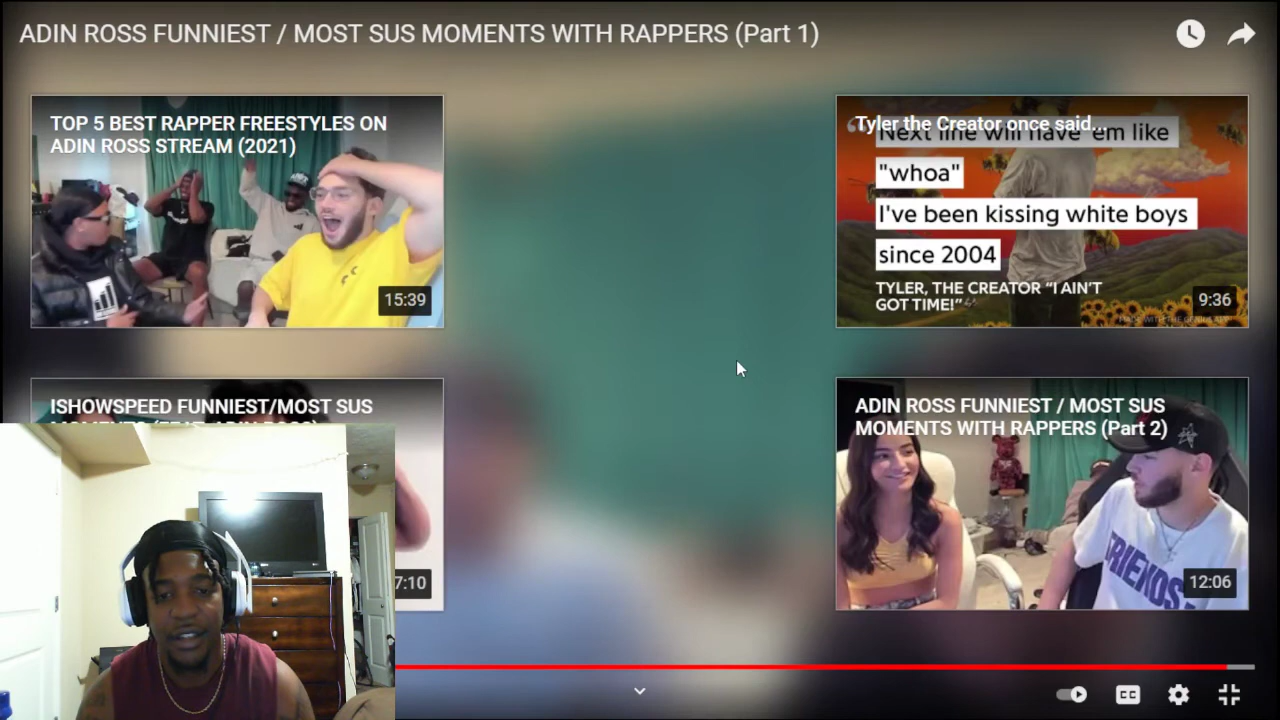 ADIN ROSS FUNNIEST / MOST SUS MOMENTS WITH RAPPERS (Part 1)
TOP 5 BEST RAPPER FREESTYLES ON
ADIN ROSS STREAM (2021)
15:39
Tyler the Creator once said...
Next line will have 'em like
"whoa"
I've been kissing white boys
since 2004
TYLER, THE CREATOR “I AIN'T
GOT TIME!”
9:36
ISHOWSPEED FUNNIEST/MOST SUS
7:10
ADIN ROSS FUNNIEST / MOST SUS
MOMENTS WITH RAPPERS (Part 2)
FRIENDS
12:06
CC